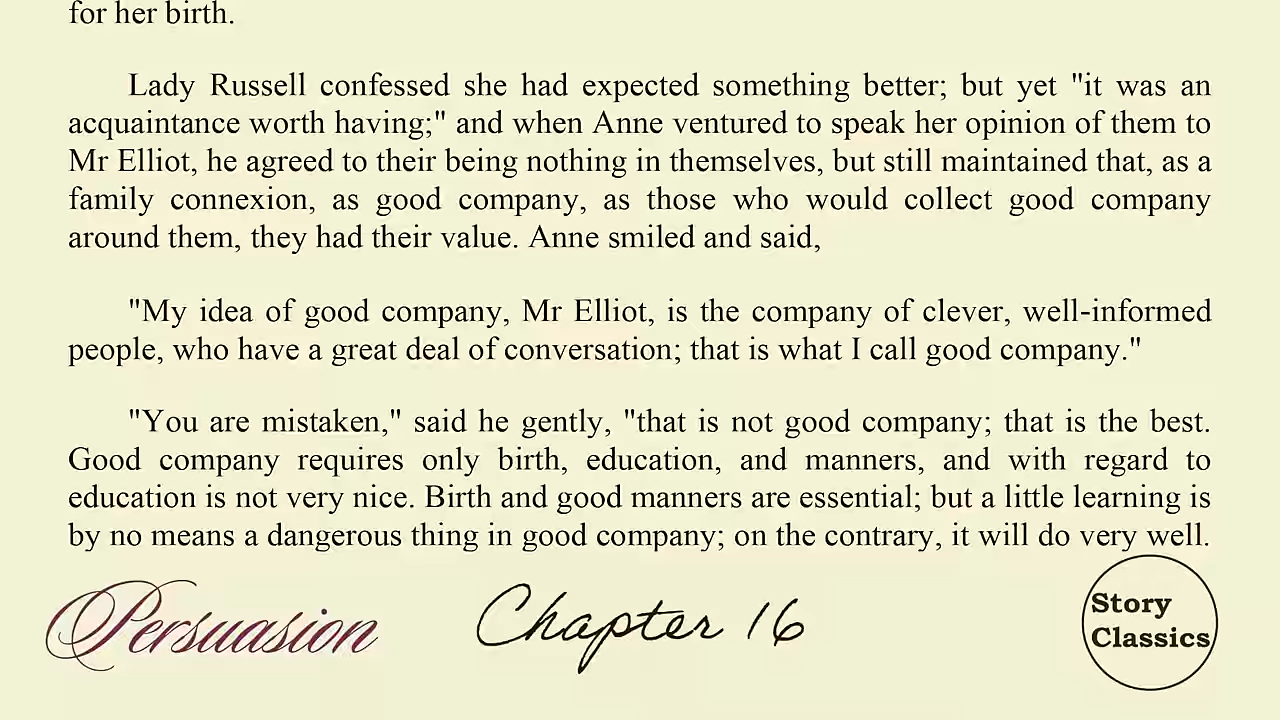 for her birth.
Lady Russell confessed she had expected something better; but yet "it was an
acquaintance worth having;" and when Anne ventured to speak her opinion of them to
Mr Elliot, he agreed to their being nothing in themselves, but still maintained that, as a
family connexion, as good company, as those who would collect good company
around them, they had their value. Anne smiled and said,
"My idea of good company, Mr Elliot, is the company of clever, well-informed
people, who have a great deal of conversation; that is what I call good company."
"You are mistaken," said he gently, "that is not good company; that is the best.
Good company requires only birth, education, and manners, and with regard to
education is not very nice. Birth and good manners are essential; but a little learning is
by no means a dangerous thing in good company; on the contrary, it will do very well.
Persuasion
Chapter 16
Story
Classics